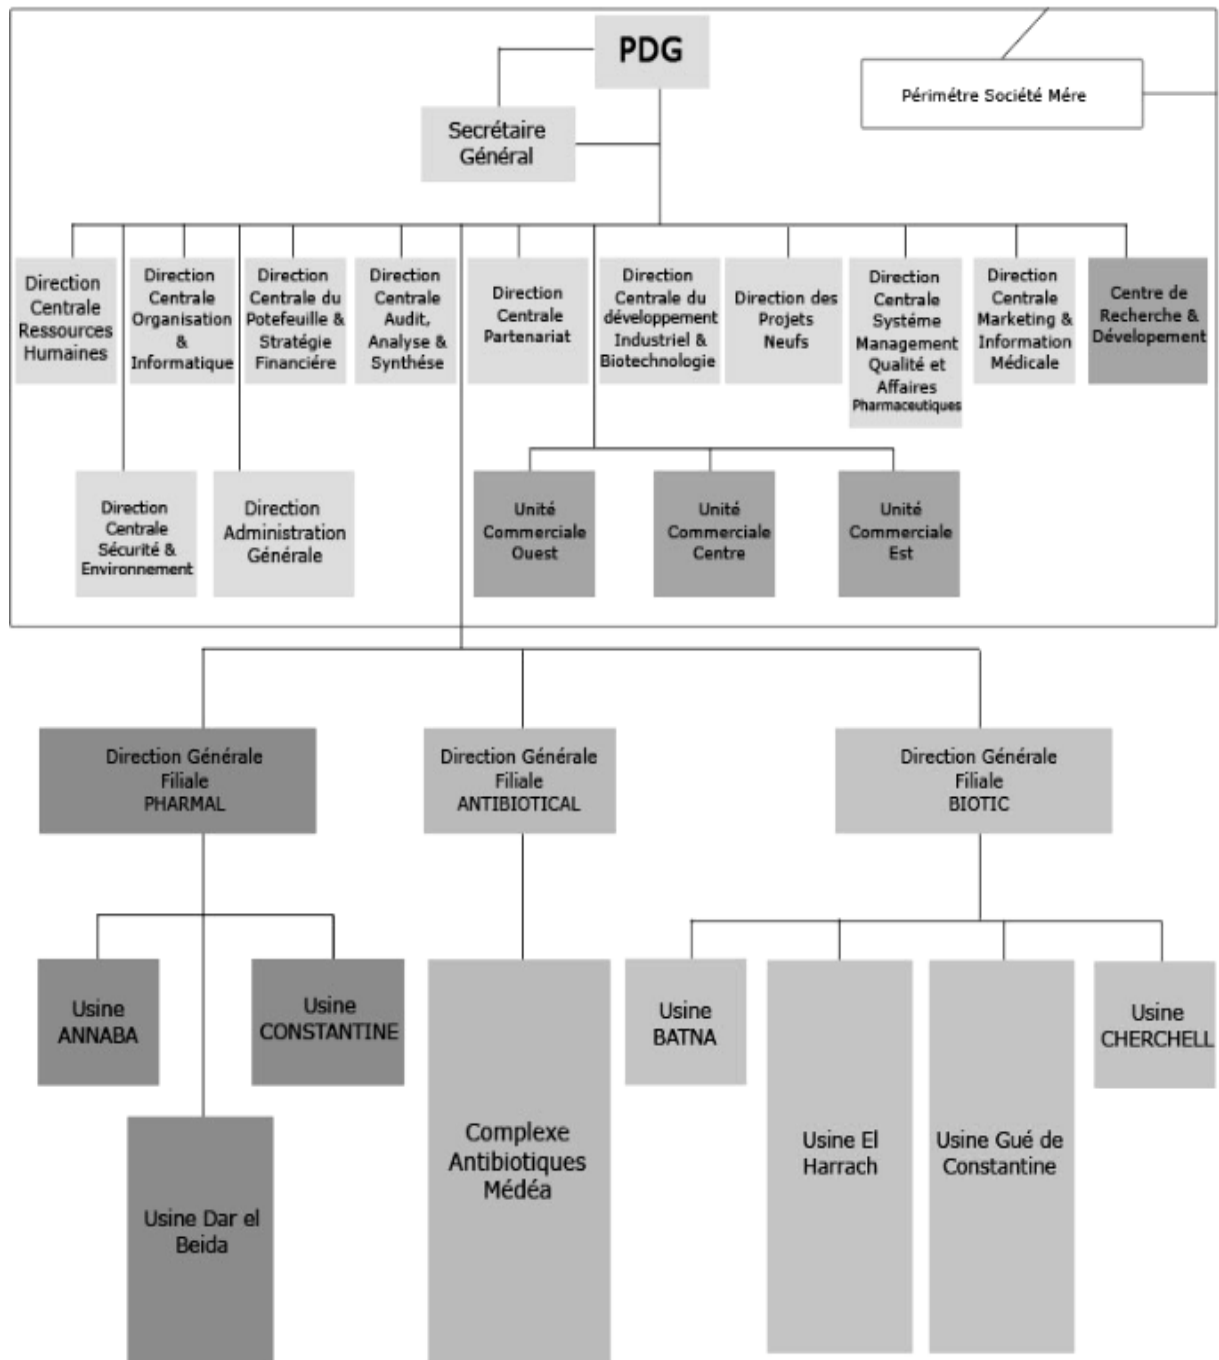 PDG
Périmétre Société Mére
Secrétaire
Général
Direction
Centrale
Ressources
Humaines
Direction
Centrale
Organisation
&
Informatique
Direction
Centrale du
Potefeuille &
Stratégie
Financiére
Direction
Centrale
Audit,
Analyse &
Synthése
Direction
Centrale
Partenariat
Direction
Centrale du
développement
Industriel &
Biotechnologie
Direction des
Projets
Neufs
Direction
Centrale
Systéme
Management
Qualité et
Affaires
Pharmaceutiques
Direction
Centrale
Marketing &
Information
Médicale
Centre de
Recherche &
Dévelopement
Direction
Centrale
Sécurité &
Environnement
Direction
Administration
Générale
Unité
Commerciale
Ouest
Unité
Commerciale
Centre
Unité
Commerciale
Est
Direction Générale
Filiale
PHARMAL
Direction Générale
Filiale
ANTIBIOTICAL
Direction Générale
Filiale
BIOTIC
Usine
ANNABA
Usine
CONSTANTINE
Usine Dar el
Beida
Complexe
Antibiotiques
Médéa
Usine
BATNA
Usine El
Harrach
Usine Gué de
Constantine
Usine
CHERCHELL